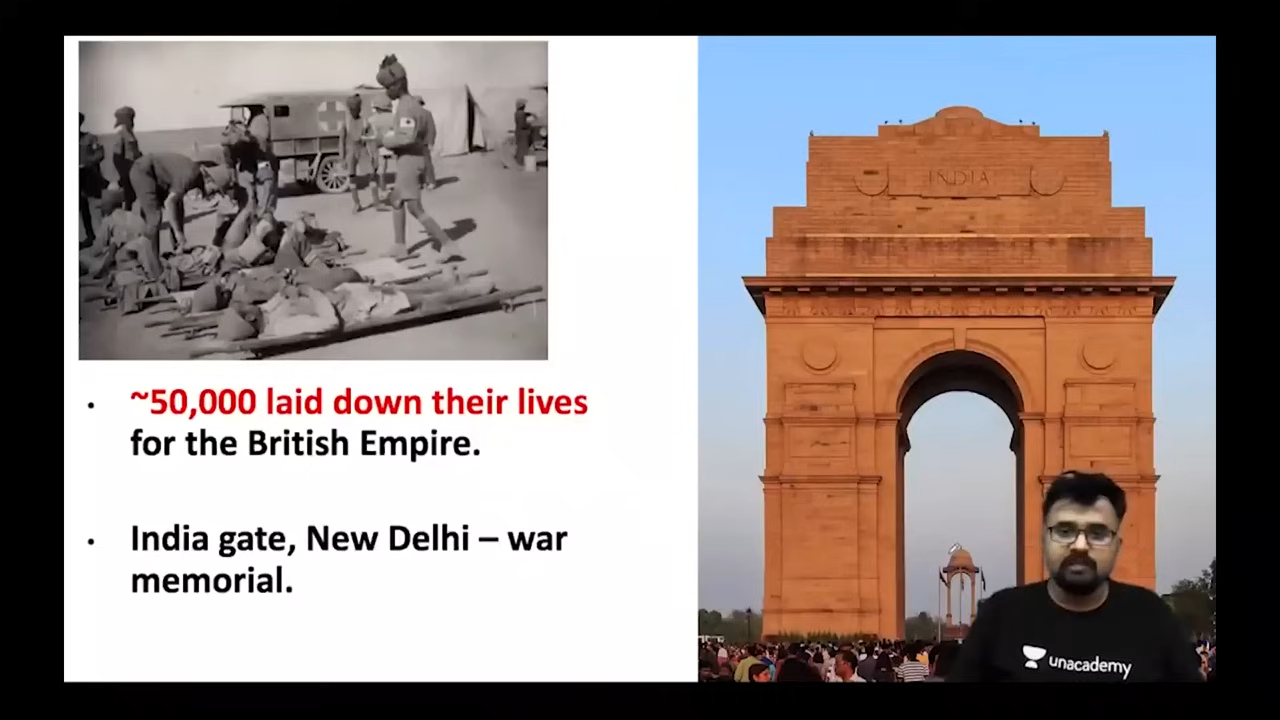 ~50,000 laid down their lives
for the British Empire.
India gate, New Delhi – war
memorial.
INDIA
unacademy